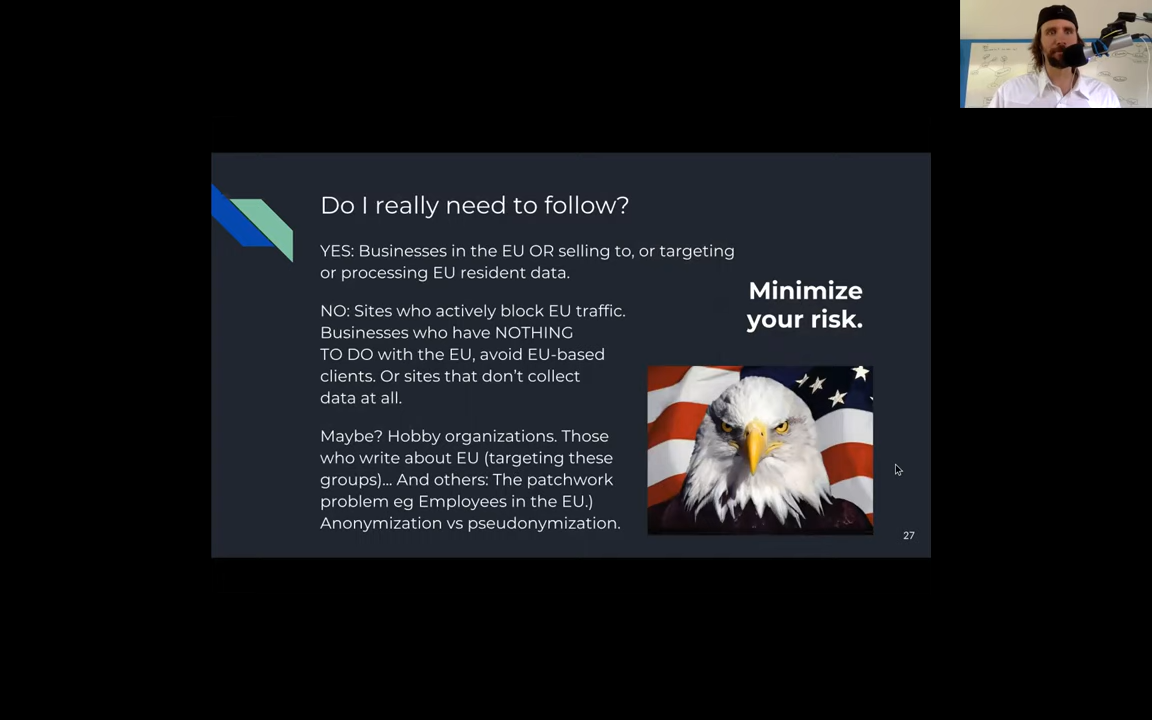 Do I really need to follow?
YES: Businesses in the EU OR selling to, or targeting
or processing EU resident data.
Minimize
your risk.
NO: Sites who actively block EU traffic.
Businesses who have NOTHING
TO DO with the EU, avoid EU-based
clients. Or sites that don’t collect
data at all.
Maybe? Hobby organizations. Those
who write about EU (targeting these
groups)... And others: The patchwork
problem eg Employees in the EU.)
Anonymization vs pseudonymization.
27